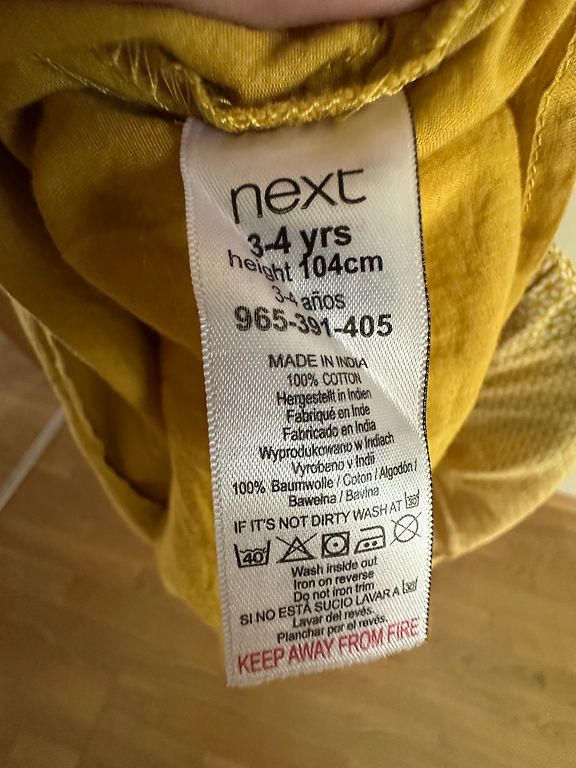 next
3-4 yrs
height 104cm
3-4 años
965-391-405
MADE IN INDIA
100% COTTON
Hergestellt in Indien
Fabriqué en Inde
Fabricado en India
Wyprodukowano w Indiach
Vyrobeno v Indii
100% Baumwolle / Coton / Algodón /
Bawełna / Bavlna
IF IT'S NOT DIRTY WASH AT 30
40
Wash inside out
Iron on reverse
Do not iron trim
SI NO ESTÁ SUCIO LAVAR A 30
Lavar del revés.
Planchar por el revés.
KEEP AWAY FROM FIRE